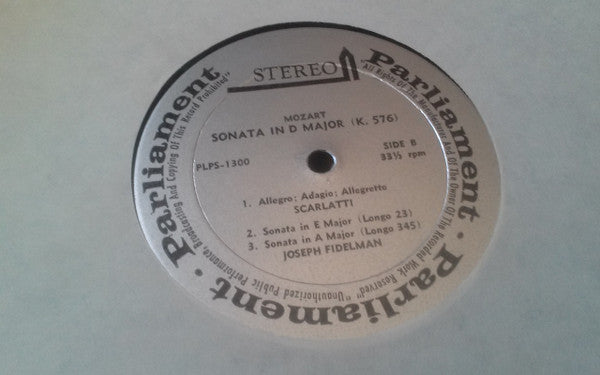 STEREO
MOZART
SONATA IN D MAJOR (K. 576)
PLPS-1300
SIDE B
33⅓ rpm
1. Allegro; Adagio; Allegretto
SCARLATTI
2. Sonata in E Major (Longo 23)
3. Sonata in A Major (Longo 345)
JOSEPH FIDELMAN
Parliament · Parliament · Parliament ·
"All Rights Of The Manufacturer And Of The Owner Of The Recorded Work Reserved"
"Unauthorized Public Performance, Broadcasting And Copying Of This Record Prohibited"